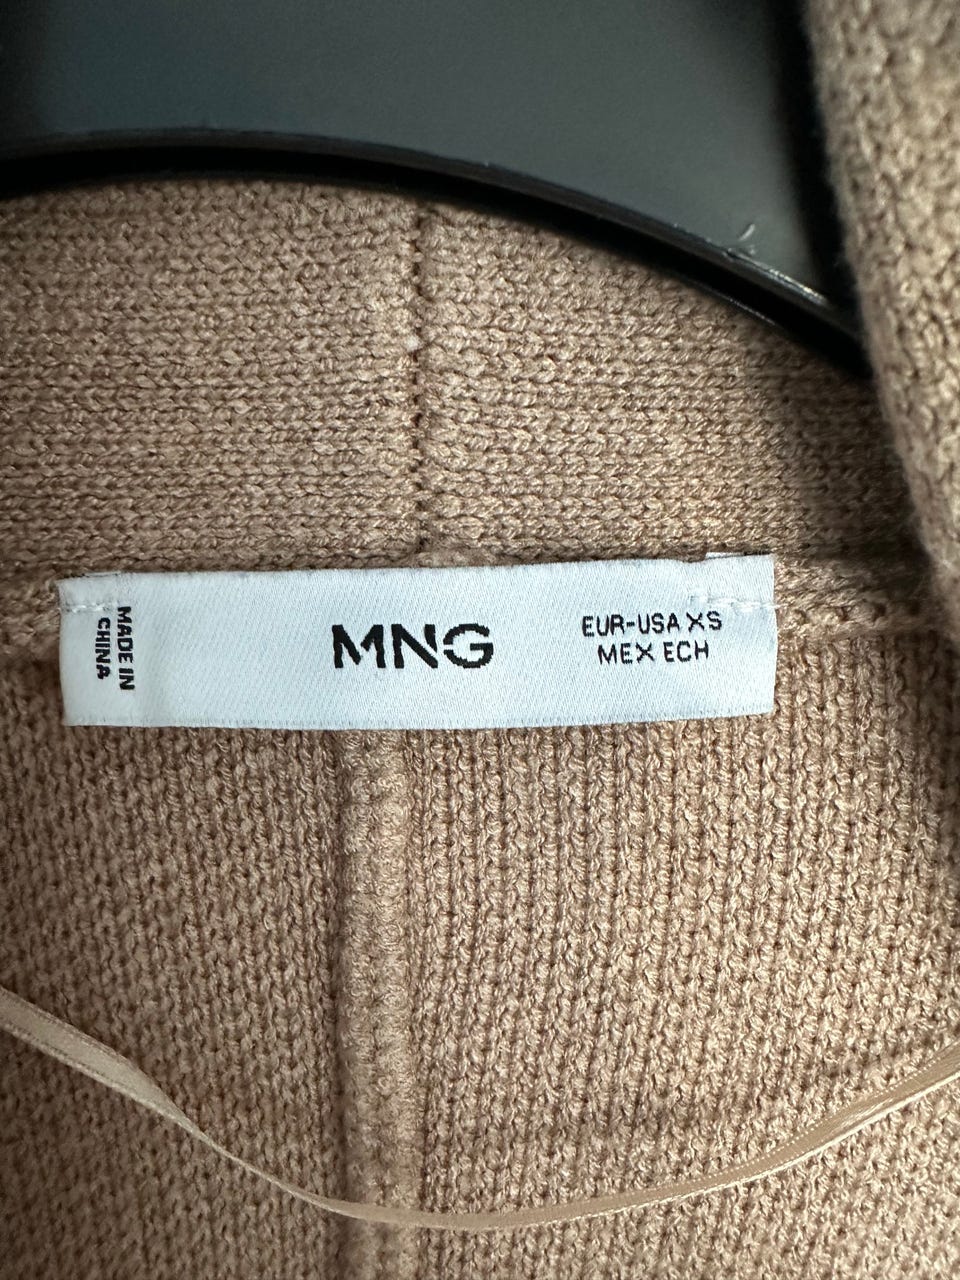 MADE IN
CHINA
MNG
EUR-USA XS
MEX ECH